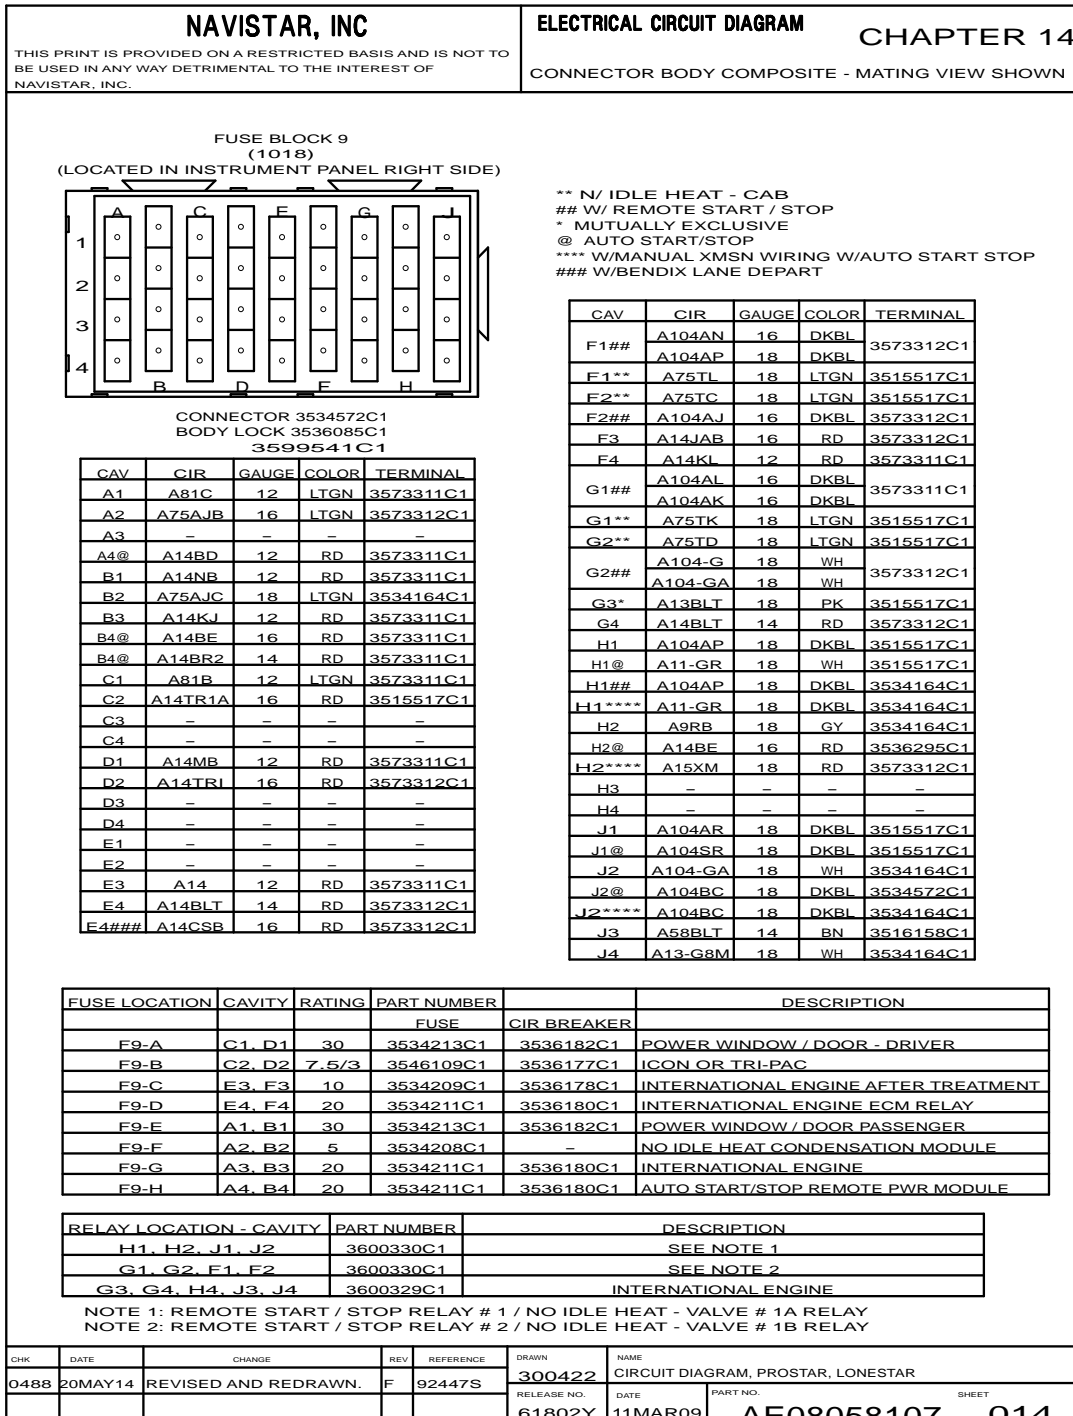 NAVISTAR, INC
THIS PRINT IS PROVIDED ON A RESTRICTED BASIS AND IS NOT TO
BE USED IN ANY WAY DETRIMENTAL TO THE INTEREST OF
NAVISTAR, INC.
ELECTRICAL CIRCUIT DIAGRAM
CHAPTER 14
CONNECTOR BODY COMPOSITE - MATING VIEW SHOWN
FUSE BLOCK 9
(1018)
(LOCATED IN INSTRUMENT PANEL RIGHT SIDE)
A C E G J
1
2
3
4
B D F H
CONNECTOR 3534572C1
BODY LOCK 3536085C1
3599541C1
CAV CIR GAUGE COLOR TERMINAL
A1 A81C 12 LTGN 3573311C1
A2 A75AJB 16 LTGN 3573312C1
A3 – – – –
A4@ A14BD 12 RD 3573311C1
B1 A14NB 12 RD 3573311C1
B2 A75AJC 18 LTGN 3534164C1
B3 A14KJ 12 RD 3573311C1
B4@ A14BE 16 RD 3573311C1
B4@ A14BR2 14 RD 3573311C1
C1 A81B 12 LTGN 3573311C1
C2 A14TR1A 16 RD 3515517C1
C3 – – – –
C4 – – – –
D1 A14MB 12 RD 3573311C1
D2 A14TRI 16 RD 3573312C1
D3 – – – –
D4 – – – –
E1 – – – –
E2 – – – –
E3 A14 12 RD 3573311C1
E4 A14BLT 14 RD 3573312C1
E4### A14CSB 16 RD 3573312C1
** N/ IDLE HEAT - CAB
## W/ REMOTE START / STOP
* MUTUALLY EXCLUSIVE
@ AUTO START/STOP
**** W/MANUAL XMSN WIRING W/AUTO START STOP
### W/BENDIX LANE DEPART
CAV CIR GAUGE COLOR TERMINAL
F1## A104AN 16 DKBL 3573312C1
A104AP 18 DKBL
F1** A75TL 18 LTGN 3515517C1
F2** A75TC 18 LTGN 3515517C1
F2## A104AJ 16 DKBL 3573312C1
F3 A14JAB 16 RD 3573312C1
F4 A14KL 12 RD 3573311C1
G1## A104AL 16 DKBL 3573311C1
A104AK 16 DKBL
G1** A75TK 18 LTGN 3515517C1
G2** A75TD 18 LTGN 3515517C1
G2## A104-G 18 WH 3573312C1
A104-GA 18 WH
G3* A13BLT 18 PK 3515517C1
G4 A14BLT 14 RD 3573312C1
H1 A104AP 18 DKBL 3515517C1
H1@ A11-GR 18 WH 3515517C1
H1## A104AP 18 DKBL 3534164C1
H1**** A11-GR 18 DKBL 3534164C1
H2 A9RB 18 GY 3534164C1
H2@ A14BE 16 RD 3536295C1
H2**** A15XM 18 RD 3573312C1
H3 – – – –
H4 – – – –
J1 A104AR 18 DKBL 3515517C1
J1@ A104SR 18 DKBL 3515517C1
J2 A104-GA 18 WH 3534164C1
J2@ A104BC 18 DKBL 3534572C1
J2**** A104BC 18 DKBL 3534164C1
J3 A58BLT 14 BN 3516158C1
J4 A13-G8M 18 WH 3534164C1
FUSE LOCATION CAVITY RATING PART NUMBER DESCRIPTION
FUSE CIR BREAKER
F9-A C1, D1 30 3534213C1 3536182C1 POWER WINDOW / DOOR - DRIVER
F9-B C2, D2 7.5/3 3546109C1 3536177C1 ICON OR TRI-PAC
F9-C E3, F3 10 3534209C1 3536178C1 INTERNATIONAL ENGINE AFTER TREATMENT
F9-D E4, F4 20 3534211C1 3536180C1 INTERNATIONAL ENGINE ECM RELAY
F9-E A1, B1 30 3534213C1 3536182C1 POWER WINDOW / DOOR PASSENGER
F9-F A2, B2 5 3534208C1 – NO IDLE HEAT CONDENSATION MODULE
F9-G A3, B3 20 3534211C1 3536180C1 INTERNATIONAL ENGINE
F9-H A4, B4 20 3534211C1 3536180C1 AUTO START/STOP REMOTE PWR MODULE
RELAY LOCATION - CAVITY PART NUMBER DESCRIPTION
H1, H2, J1, J2 3600330C1 SEE NOTE 1
G1, G2, F1, F2 3600330C1 SEE NOTE 2
G3, G4, H4, J3, J4 3600329C1 INTERNATIONAL ENGINE
NOTE 1: REMOTE START / STOP RELAY # 1 / NO IDLE HEAT - VALVE # 1A RELAY
NOTE 2: REMOTE START / STOP RELAY # 2 / NO IDLE HEAT - VALVE # 1B RELAY
CHK DATE CHANGE REV REFERENCE
0488 20MAY14 REVISED AND REDRAWN. F 92447S
DRAWN
300422
NAME
CIRCUIT DIAGRAM, PROSTAR, LONESTAR
RELEASE NO. DATE PART NO. SHEET
61802Y 11MAR09 AE08058107 014